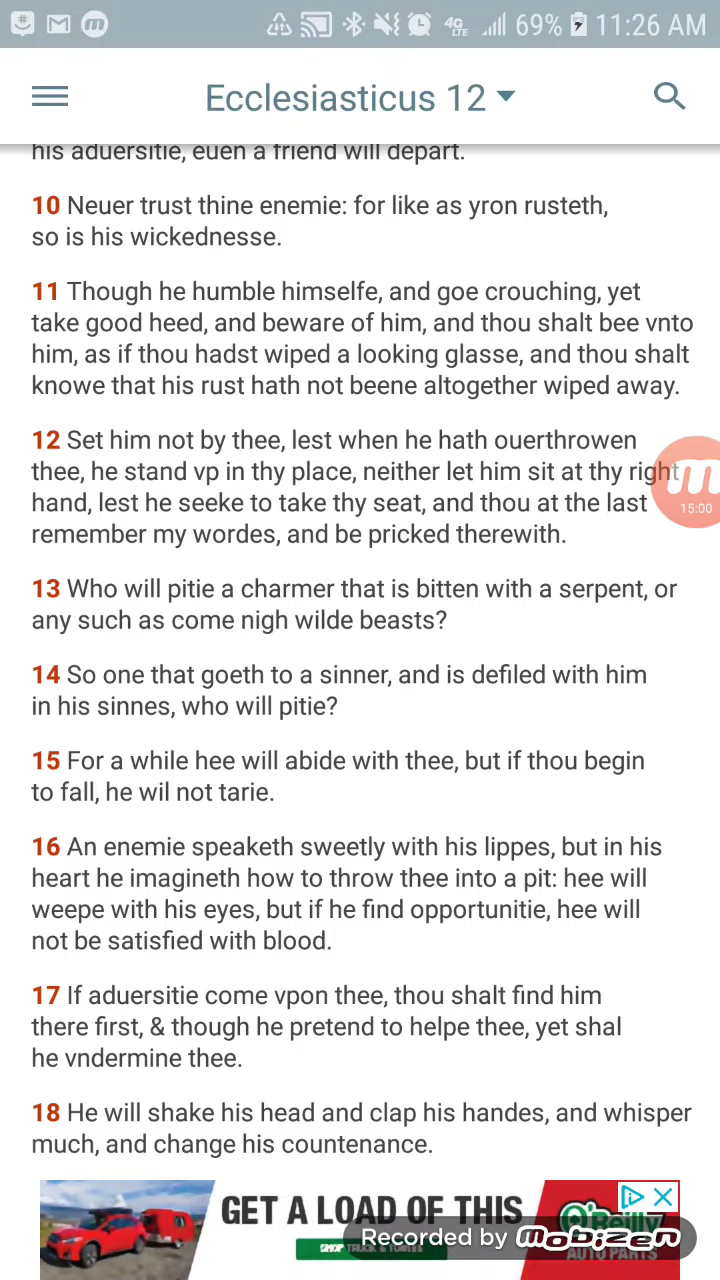 4G LTE 69% 11:26 AM
Ecclesiasticus 12
his aduersitie, euen a friend will depart.
10 Neuer trust thine enemie: for like as yron rusteth,
so is his wickednesse.
11 Though he humble himselfe, and goe crouching, yet
take good heed, and beware of him, and thou shalt bee vnto
him, as if thou hadst wiped a looking glasse, and thou shalt
knowe that his rust hath not beene altogether wiped away.
12 Set him not by thee, lest when he hath ouerthrowen
thee, he stand vp in thy place, neither let him sit at thy right
hand, lest he seeke to take thy seat, and thou at the last
remember my wordes, and be pricked therewith.
15:00
13 Who will pitie a charmer that is bitten with a serpent, or
any such as come nigh wilde beasts?
14 So one that goeth to a sinner, and is defiled with him
in his sinnes, who will pitie?
15 For a while hee will abide with thee, but if thou begin
to fall, he wil not tarie.
16 An enemie speaketh sweetly with his lippes, but in his
heart he imagineth how to throw thee into a pit: hee will
weepe with his eyes, but if he find opportunitie, hee will
not be satisfied with blood.
17 If aduersitie come vpon thee, thou shalt find him
there first, & though he pretend to helpe thee, yet shal
he vndermine thee.
18 He will shake his head and clap his handes, and whisper
much, and change his countenance.
GET A LOAD OF THIS
SHOP TRUCK & TOWING
O'Reilly
AUTO PARTS
Recorded by mobizen